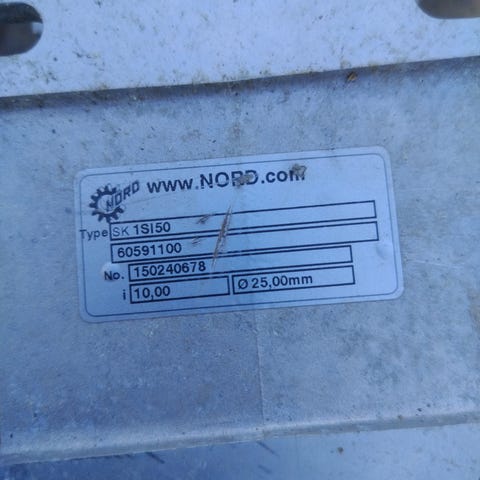 NORD www.NORD.com
Type SK 1SI50
60591100
No. 150240678
i 10,00 Ø 25,00mm